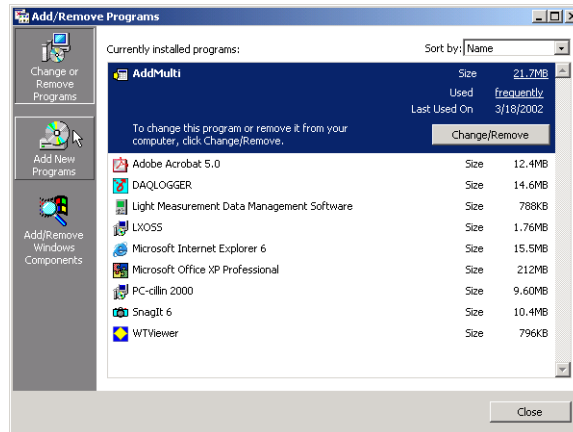 Add/Remove Programs
Change or
Remove
Programs
Add New
Programs
Add/Remove
Windows
Components
Currently installed programs:
Sort by: Name
AddMulti Size 21.7MB
Used frequently
Last Used On 3/18/2002
To change this program or remove it from your
computer, click Change/Remove.
Change/Remove
Adobe Acrobat 5.0 Size 12.4MB
DAQLOGGER Size 14.6MB
Light Measurement Data Management Software Size 788KB
LXOSS Size 1.76MB
Microsoft Internet Explorer 6 Size 15.5MB
Microsoft Office XP Professional Size 212MB
PC-cillin 2000 Size 9.60MB
SnagIt 6 Size 10.4MB
WTViewer Size 796KB
Close